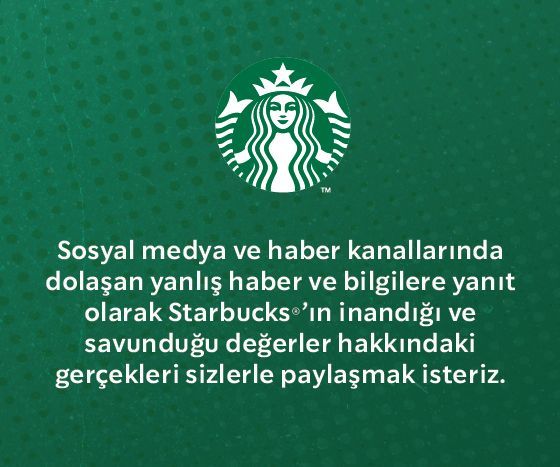 TM
Sosyal medya ve haber kanallarında
dolaşan yanlış haber ve bilgilere yanıt
olarak Starbucks®’ın inandığı ve
savunduğu değerler hakkındaki
gerçekleri sizlerle paylaşmak isteriz.